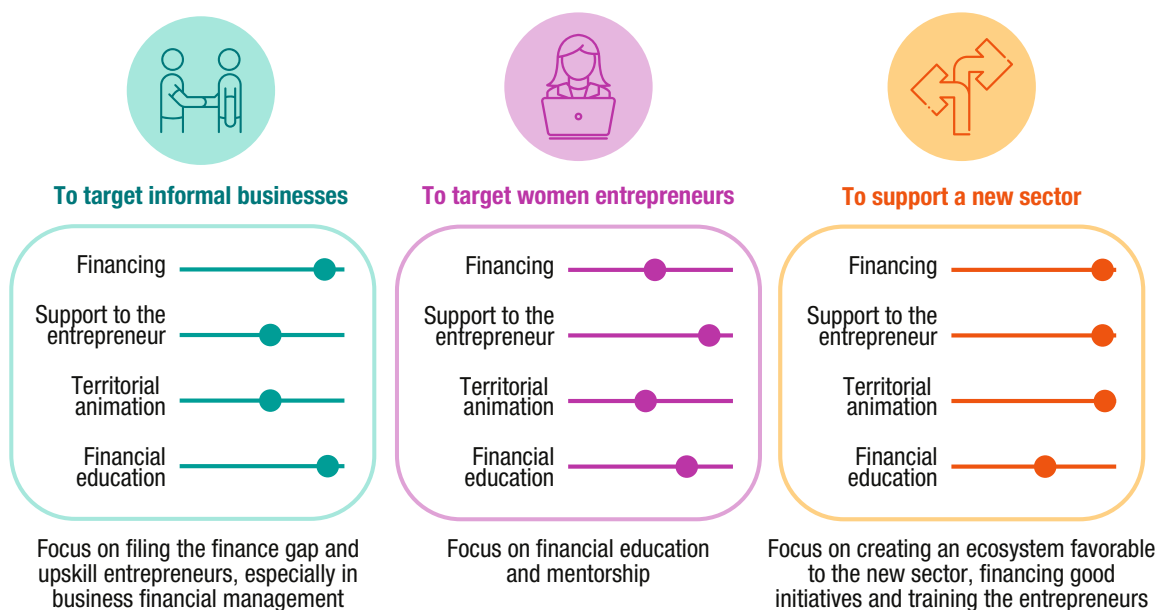 To target informal businesses
Financing
Support to the
entrepreneur
Territorial
animation
Financial
education
Focus on filing the finance gap and
upskill entrepreneurs, especially in
business financial management
To target women entrepreneurs
Financing
Support to the
entrepreneur
Territorial
animation
Financial
education
Focus on financial education
and mentorship
To support a new sector
Financing
Support to the
entrepreneur
Territorial
animation
Financial
education
Focus on creating an ecosystem favorable
to the new sector, financing good
initiatives and training the entrepreneurs